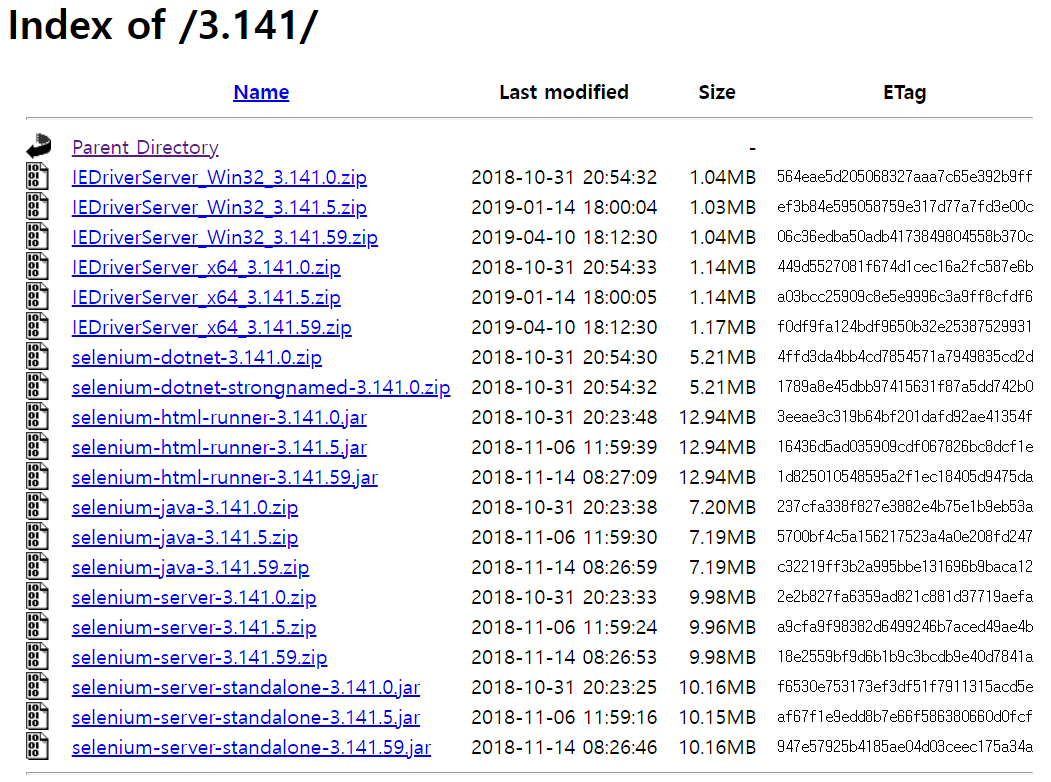 Index of /3.141/
Name Last modified Size ETag
Parent Directory -
IEDriverServer_Win32_3.141.0.zip 2018-10-31 20:54:32 1.04MB 564eae5d205068327aaa7c65e392b9ff
IEDriverServer_Win32_3.141.5.zip 2019-01-14 18:00:04 1.03MB ef3b84e595058759e317d77a7fd3e00c
IEDriverServer_Win32_3.141.59.zip 2019-04-10 18:12:30 1.04MB 06c36edba50adb4173849804558b370c
IEDriverServer_x64_3.141.0.zip 2018-10-31 20:54:33 1.14MB 449d5527081f674d1cec16a2fc587e6b
IEDriverServer_x64_3.141.5.zip 2019-01-14 18:00:05 1.14MB a03bcc25909c8e5e9996c3a9ff8cfdf6
IEDriverServer_x64_3.141.59.zip 2019-04-10 18:12:30 1.17MB f0df9fa124bdf9650b32e25387529931
selenium-dotnet-3.141.0.zip 2018-10-31 20:54:30 5.21MB 4ffd3da4bb4cd7854571a7949835cd2d
selenium-dotnet-strongnamed-3.141.0.zip 2018-10-31 20:54:32 5.21MB 1789a8e45dbb97415631f87a5dd742b0
selenium-html-runner-3.141.0.jar 2018-10-31 20:23:48 12.94MB 3eeae3c319b64bf201dafd92ae41354f
selenium-html-runner-3.141.5.jar 2018-11-06 11:59:39 12.94MB 16436d5ad035909cdf067826bc8dcf1e
selenium-html-runner-3.141.59.jar 2018-11-14 08:27:09 12.94MB 1d825010548595a2f1ec18405d9475da
selenium-java-3.141.0.zip 2018-10-31 20:23:38 7.20MB 237cfa338f827e3882e4b75e1b9eb53a
selenium-java-3.141.5.zip 2018-11-06 11:59:30 7.19MB 5700bf4c5a156217523a4a0e208fd247
selenium-java-3.141.59.zip 2018-11-14 08:26:59 7.19MB c32219ff3b2a995bbe131696b9baca12
selenium-server-3.141.0.zip 2018-10-31 20:23:33 9.98MB 2e2b827fa6359ad821c881d37719aefa
selenium-server-3.141.5.zip 2018-11-06 11:59:24 9.96MB a9cfa9f98382d6499246b7aced49ae4b
selenium-server-3.141.59.zip 2018-11-14 08:26:53 9.98MB 18e2559bf9d6b1b9c3bcdb9e40d7841a
selenium-server-standalone-3.141.0.jar 2018-10-31 20:23:25 10.16MB f6530e753173ef3df51f7911315acd5e
selenium-server-standalone-3.141.5.jar 2018-11-06 11:59:16 10.15MB af67f1e9edd8b7e66f586380660d0fcf
selenium-server-standalone-3.141.59.jar 2018-11-14 08:26:46 10.16MB 947e57925b4185ae04d03ceec175a34a